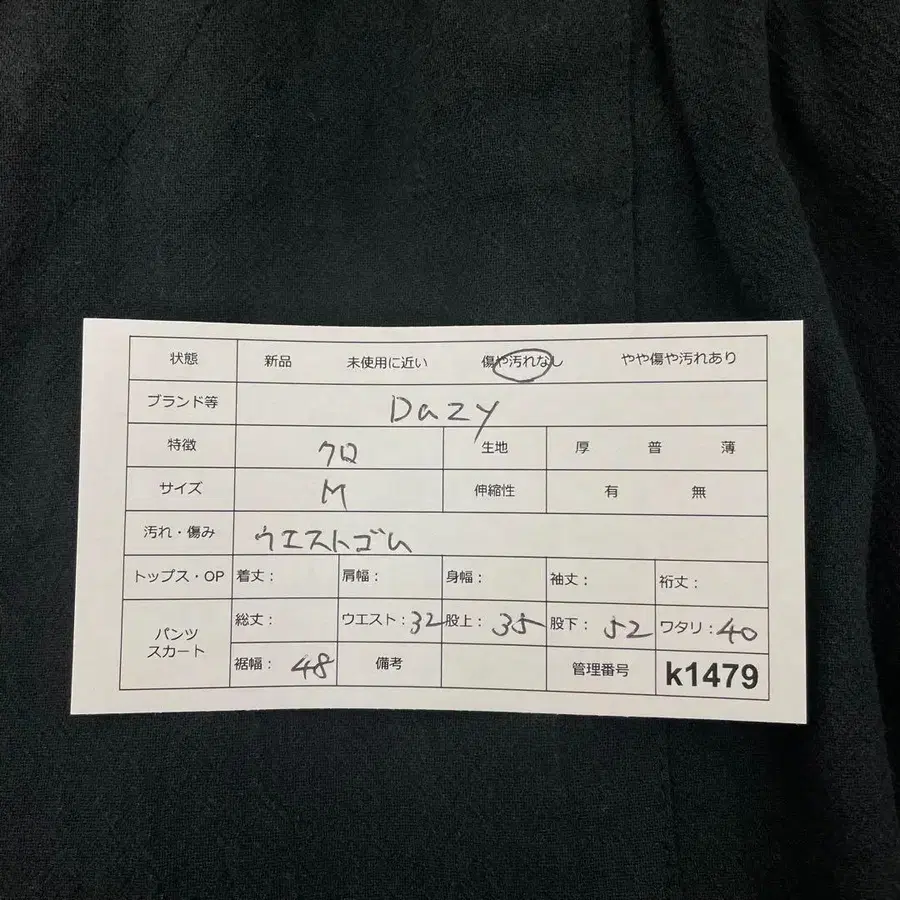 状態 新品 未使用に近い 傷や汚れなし やや傷や汚れあり
ブランド等 Dazy
特徴 クロ 生地 厚 普 薄
サイズ M 伸縮性 有 無
汚れ・傷み ウエストゴム
トップス・OP 着丈： 肩幅： 身幅： 袖丈： 裄丈：
パンツ スカート 総丈： ウエスト：32 股上：35 股下：52 ワタリ：40
裾幅：48 備考 管理番号 k1479